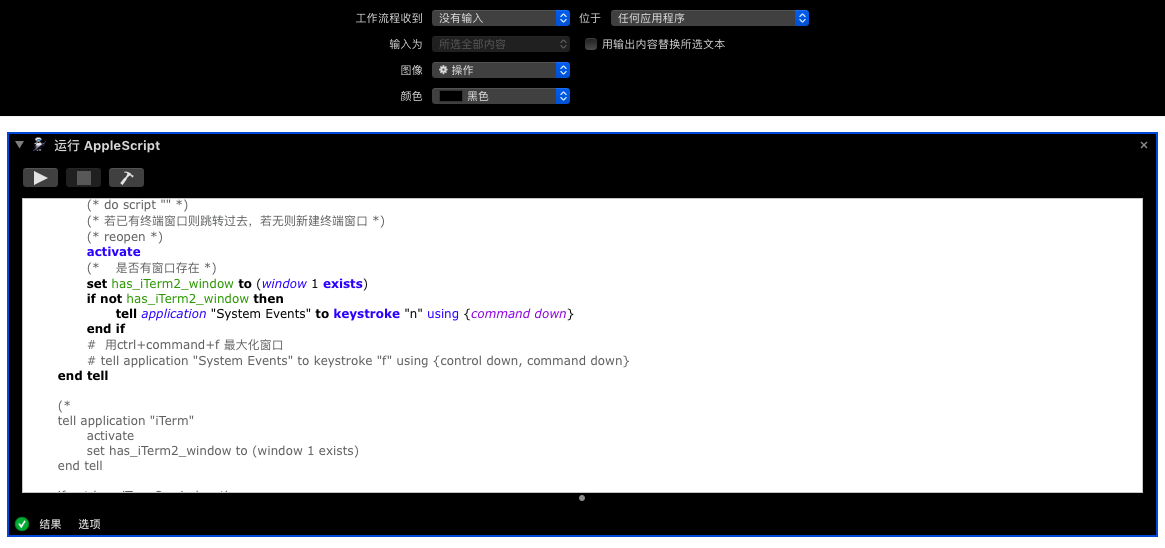 工作流程收到 没有输入 位于 任何应用程序
输入为 所选全部内容 用输出内容替换所选文本
图像 操作
颜色 黑色
运行 AppleScript
(* do script "" *)
(* 若已有终端窗口则跳转过去，若无则新建终端窗口 *)
(* reopen *)
activate
(* 是否有窗口存在 *)
set has_iTerm2_window to (window 1 exists)
if not has_iTerm2_window then
tell application "System Events" to keystroke "n" using {command down}
end if
# 用ctrl+command+f 最大化窗口
# tell application "System Events" to keystroke "f" using {control down, command down}
end tell
(*
tell application "iTerm"
activate
set has_iTerm2_window to (window 1 exists)
end tell
结果 选项